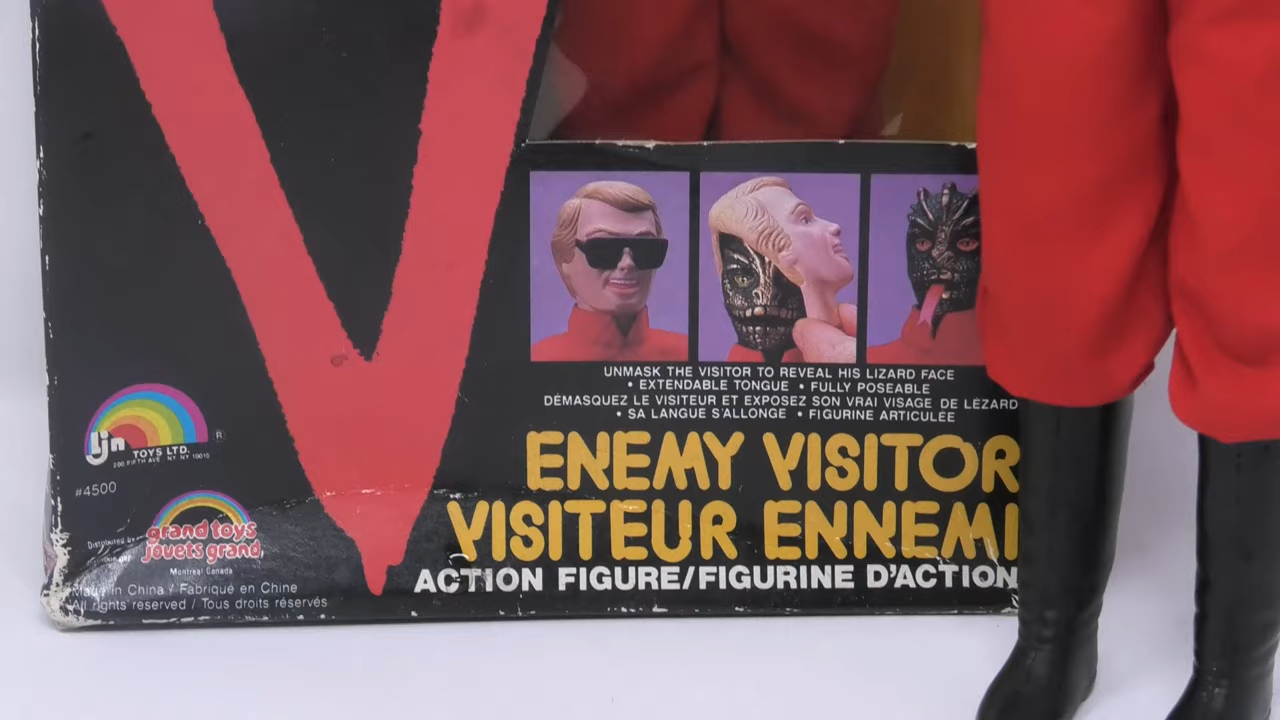 V
UNMASK THE VISITOR TO REVEAL HIS LIZARD FACE
• EXTENDABLE TONGUE • FULLY POSEABLE
DÉMASQUEZ LE VISITEUR ET EXPOSEZ SON VRAI VISAGE DE LÉZARD
• SA LANGUE S'ALLONGE • FIGURINE ARTICULÉE
ENEMY VISITOR
VISITEUR ENNEMI
ACTION FIGURE/FIGURINE D'ACTION
ljn TOYS LTD. ®
200 FIFTH AVE NY NY 10010
#4500
Distributed by
grand toys
jouets grand
Montreal Canada
Made in China / Fabriqué en Chine
All rights reserved / Tous droits réservés